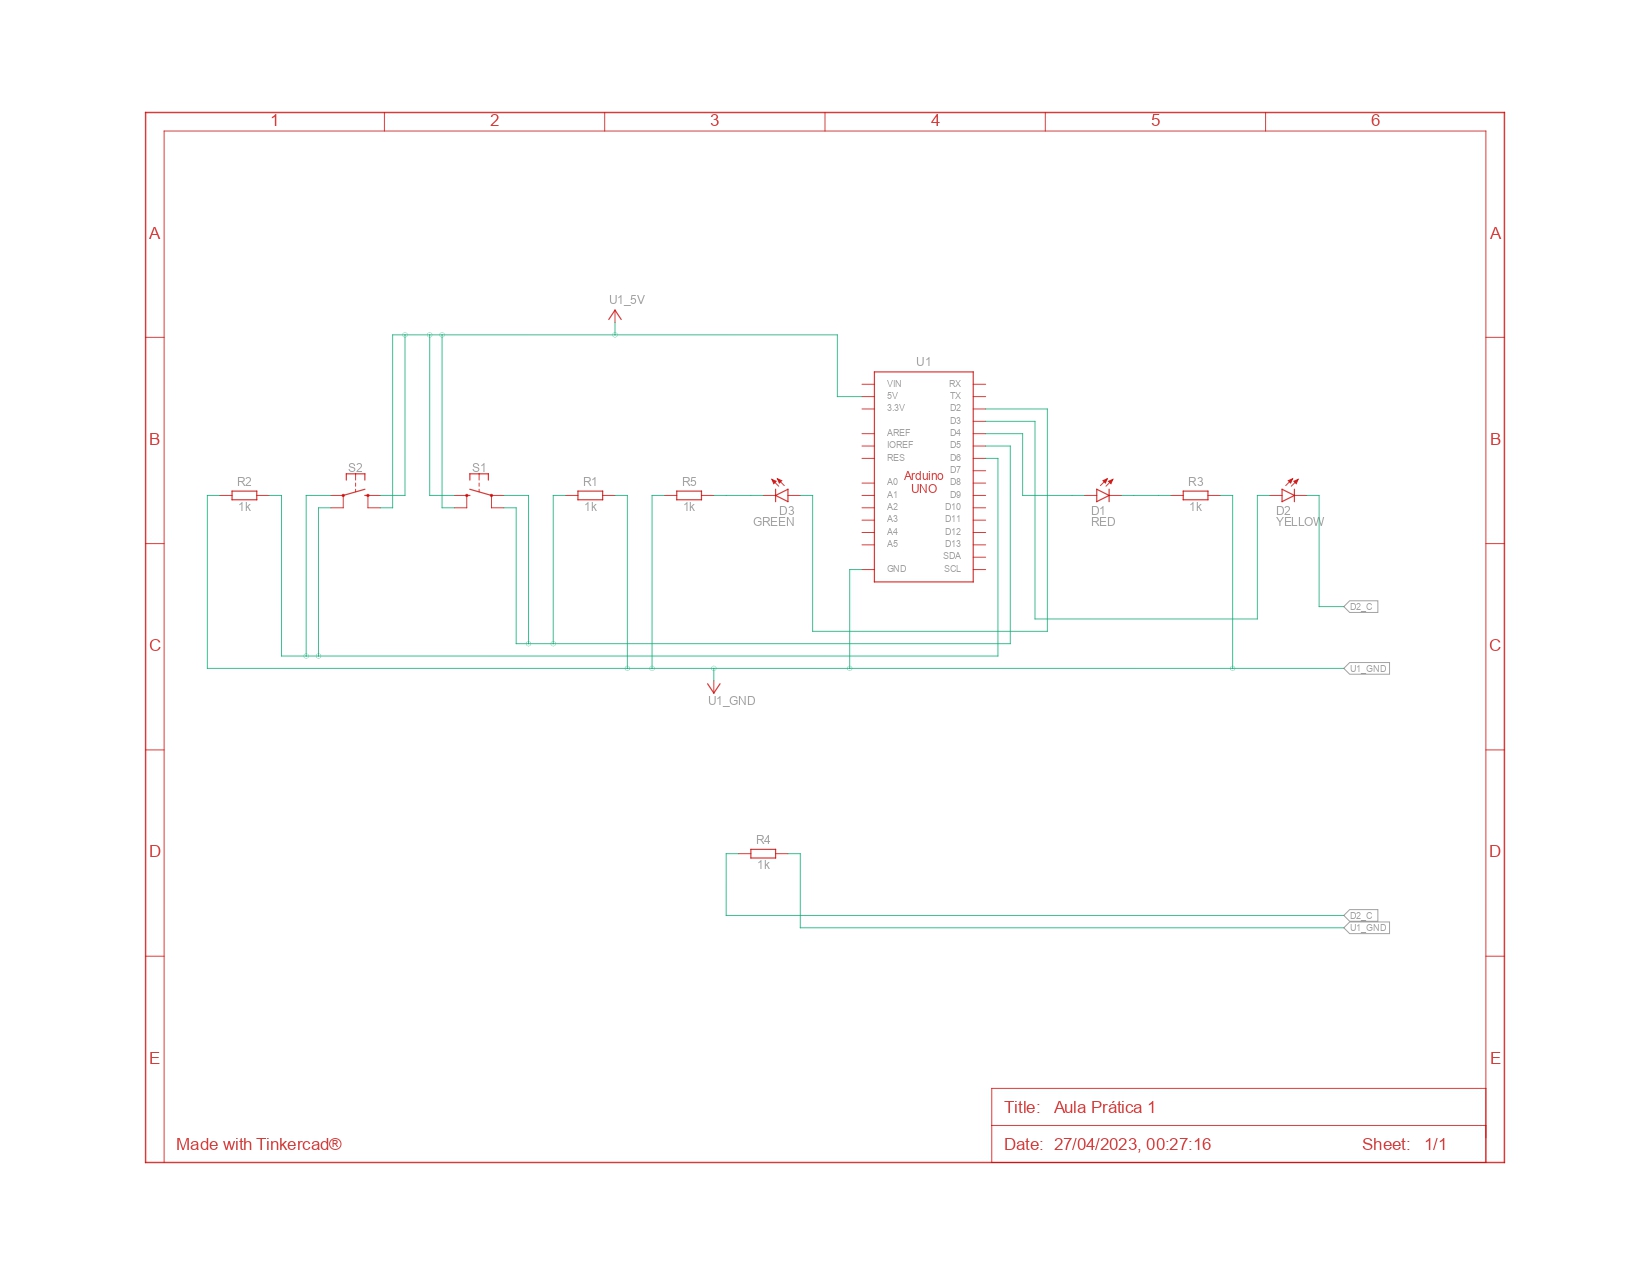 1 2 3 4 5 6
A A
U1_5V
U1
VIN RX
5V TX
3.3V D2
D3
AREF D4
IOREF D5
RES D6
D7
A0 D8
A1 D9
A2 D10
A3 D11
A4 D12
A5 D13
SDA
GND SCL
Arduino
UNO
B B
R2
1k
S2
S1
R1
1k
R5
1k
D3
GREEN
D1
RED
R3
1k
D2
YELLOW
D2_C
C C
U1_GND
U1_GND
R4
1k
D D
D2_C
U1_GND
E E
Title: Aula Prática 1
Made with Tinkercad®
Date: 27/04/2023, 00:27:16 Sheet: 1/1